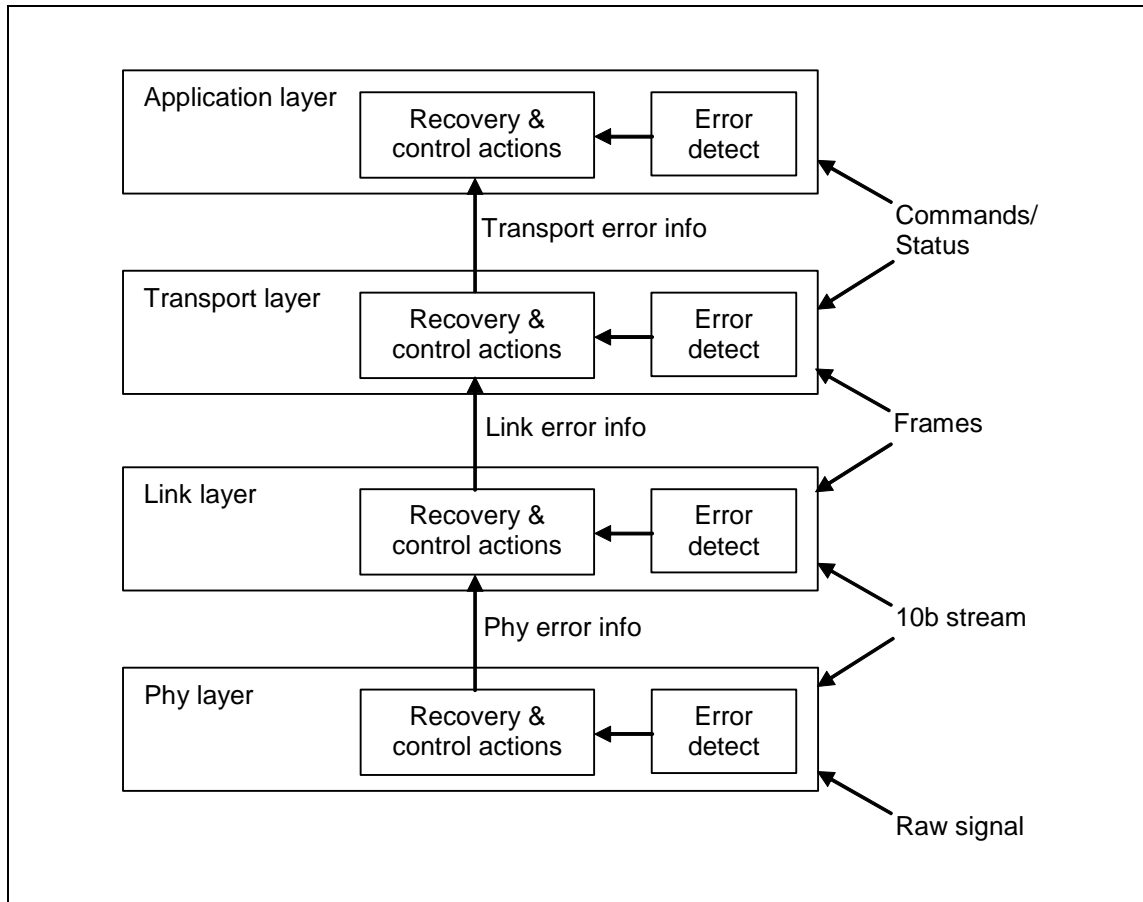 Application layer
Recovery &
control actions
Error
detect
Commands/
Status
Transport error info
Transport layer
Recovery &
control actions
Error
detect
Frames
Link error info
Link layer
Recovery &
control actions
Error
detect
10b stream
Phy error info
Phy layer
Recovery &
control actions
Error
detect
Raw signal